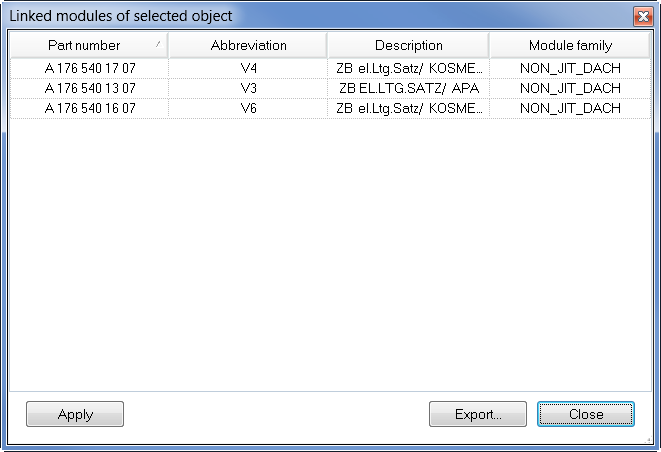 Linked modules of selected object
Part number Abbreviation Description Module family
A 176 540 17 07 V4 ZB el.Ltg.Satz/ KOSME... NON_JIT_DACH
A 176 540 13 07 V3 ZB EL.LTG.SATZ/ APA NON_JIT_DACH
A 176 540 16 07 V6 ZB el.Ltg.Satz/ KOSME... NON_JIT_DACH
Apply Export... Close